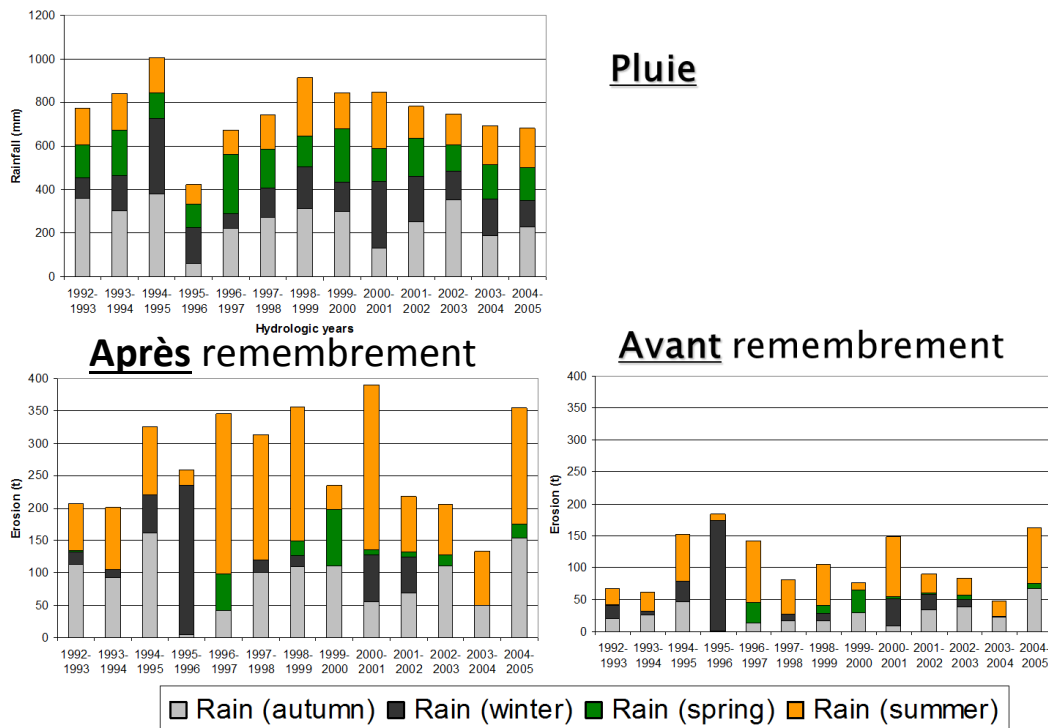 Pluie
1200
1000
800
600
400
200
0
Rainfall (mm)
1992- 1993- 1994- 1995- 1996- 1997- 1998- 1999- 2000- 2001- 2002- 2003- 2004-
1993 1994 1995 1996 1997 1998 1999 2000 2001 2002 2003 2004 2005
Hydrologic years
Après remembrement
400
350
300
250
200
150
100
50
0
Erosion (t)
1992- 1993- 1994- 1995- 1996- 1997- 1998- 1999- 2000- 2001- 2002- 2003- 2004-
1993 1994 1995 1996 1997 1998 1999 2000 2001 2002 2003 2004 2005
Avant remembrement
400
350
300
250
200
150
100
50
0
Erosion (t)
1992- 1993- 1994- 1995- 1996- 1997- 1998- 1999- 2000- 2001- 2002- 2003- 2004-
1993 1994 1995 1996 1997 1998 1999 2000 2001 2002 2003 2004 2005
Rain (autumn) Rain (winter) Rain (spring) Rain (summer)